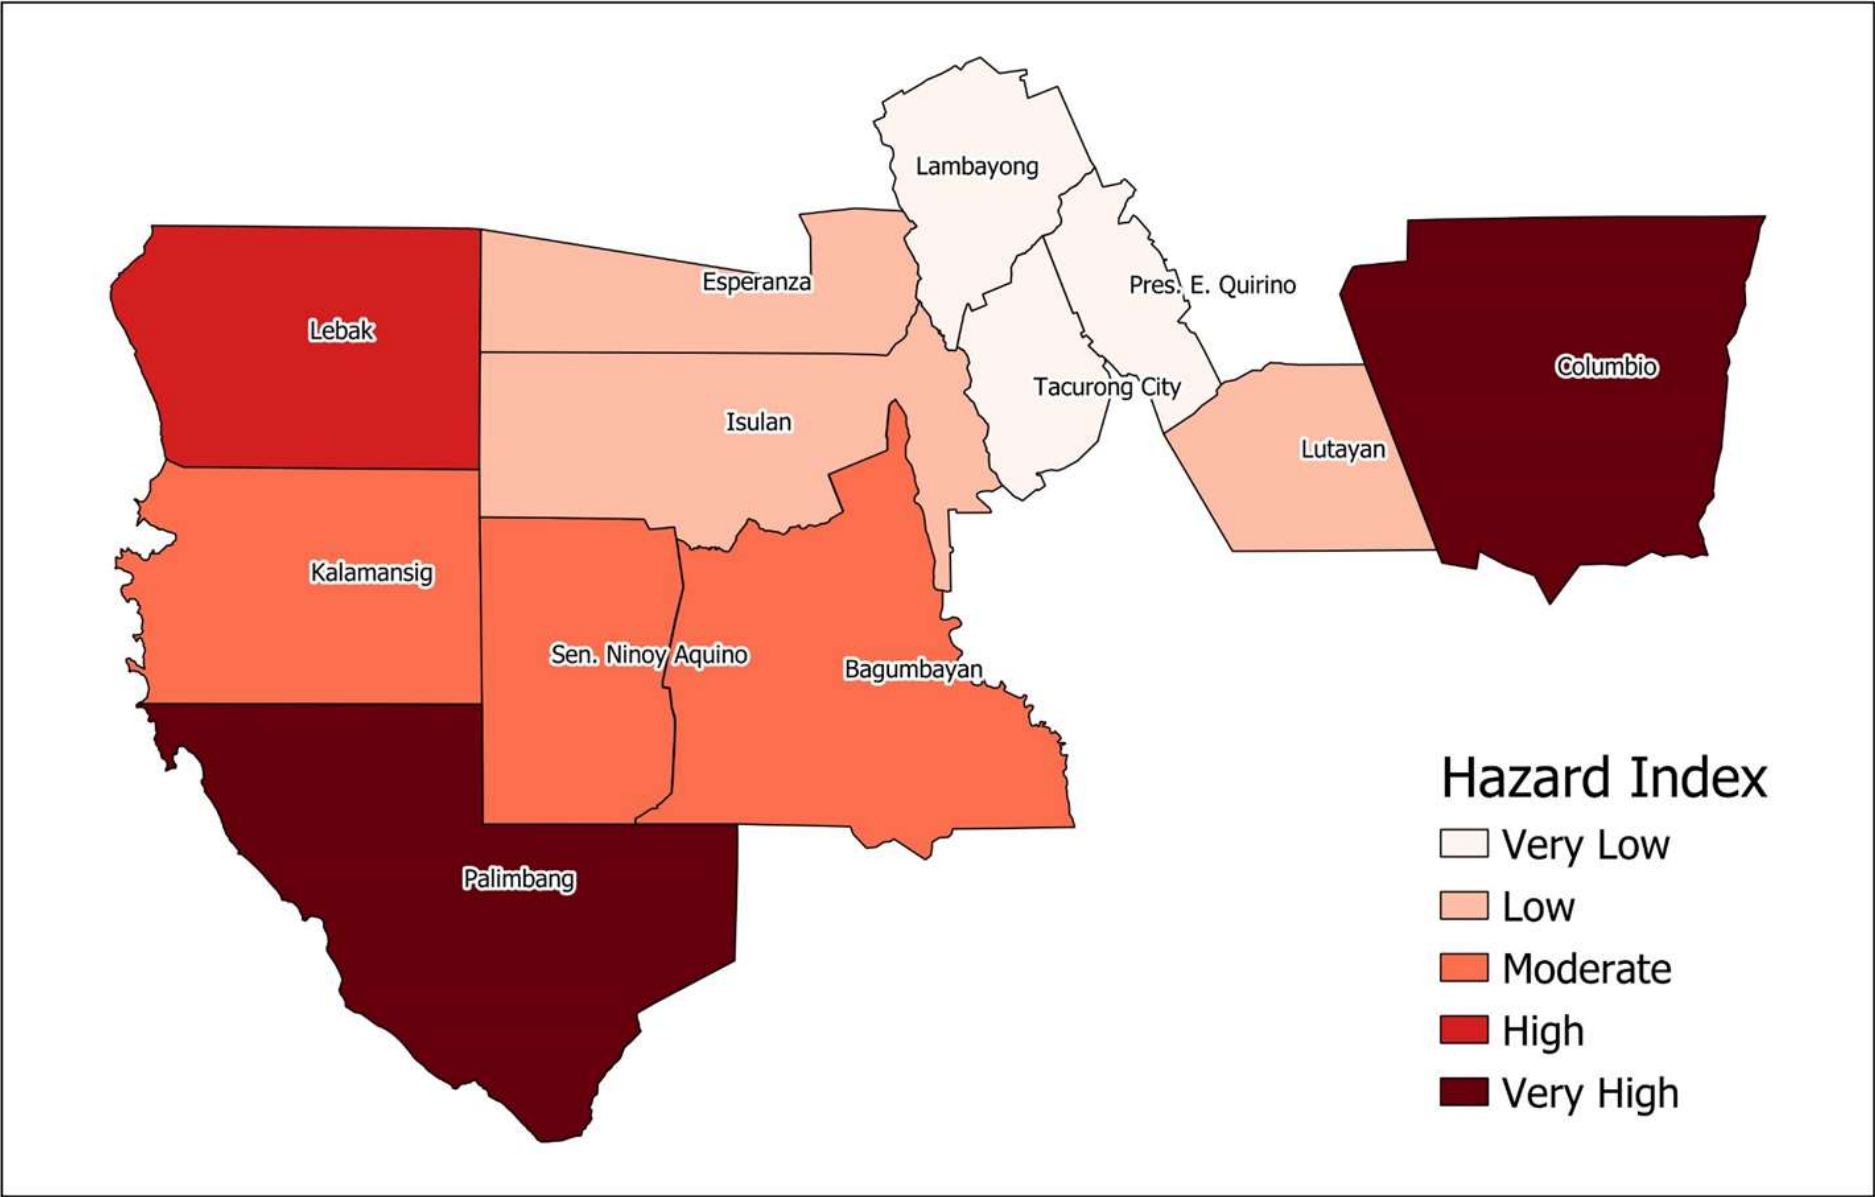 Lambayong
Esperanza
Pres. E. Quirino
Lebak
Columbio
Tacurong City
Isulan
Lutayan
Kalamansig
Sen. Ninoy Aquino
Bagumbayan
Palimbang
Hazard Index
Very Low
Low
Moderate
High
Very High